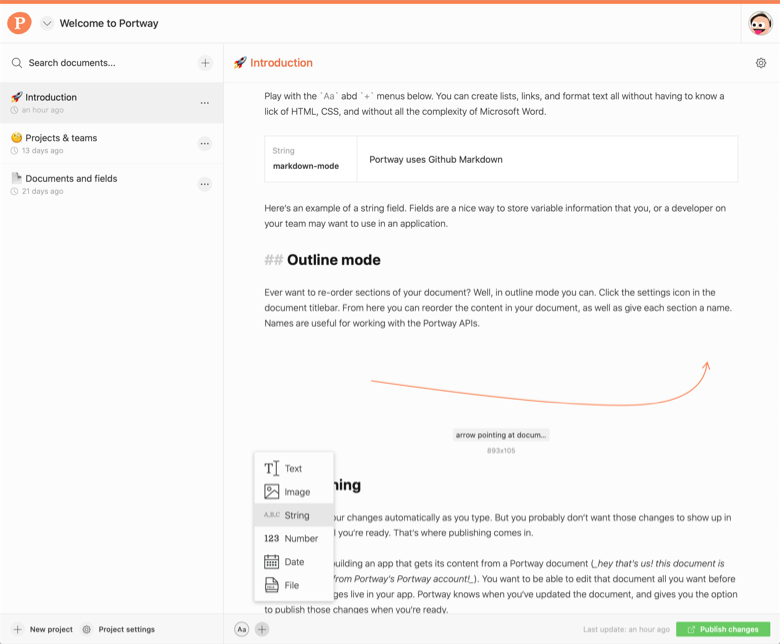 P
Welcome to Portway
Search documents...
Introduction
an hour ago
Projects & teams
13 days ago
Documents and fields
21 days ago
New project
Project settings
Introduction
Play with the `Aa` abd `+` menus below. You can create lists, links, and format text all without having to know a
lick of HTML, CSS, and without all the complexity of Microsoft Word.
String
markdown-mode
Portway uses Github Markdown
Here's an example of a string field. Fields are a nice way to store variable information that you, or a developer on
your team may want to use in an application.
## Outline mode
Ever want to re-order sections of your document? Well, in outline mode you can. Click the settings icon in the
document titlebar. From here you can reorder the content in your document, as well as give each section a name.
Names are useful for working with the Portway APIs.
arrow pointing at docum...
893x105
hing
ur changes automatically as you type. But you probably don't want those changes to show up in
you're ready. That's where publishing comes in.
uilding an app that gets its content from a Portway document (_hey that's us! this document is
from Portway's Portway account!_). You want to be able to edit that document all you want before
ges live in your app. Portway knows when you've updated the document, and gives you the option
to publish those changes when you're ready.
TI Text
Image
A,B,C String
123 Number
Date
File
Aa
Last update: an hour ago
Publish changes